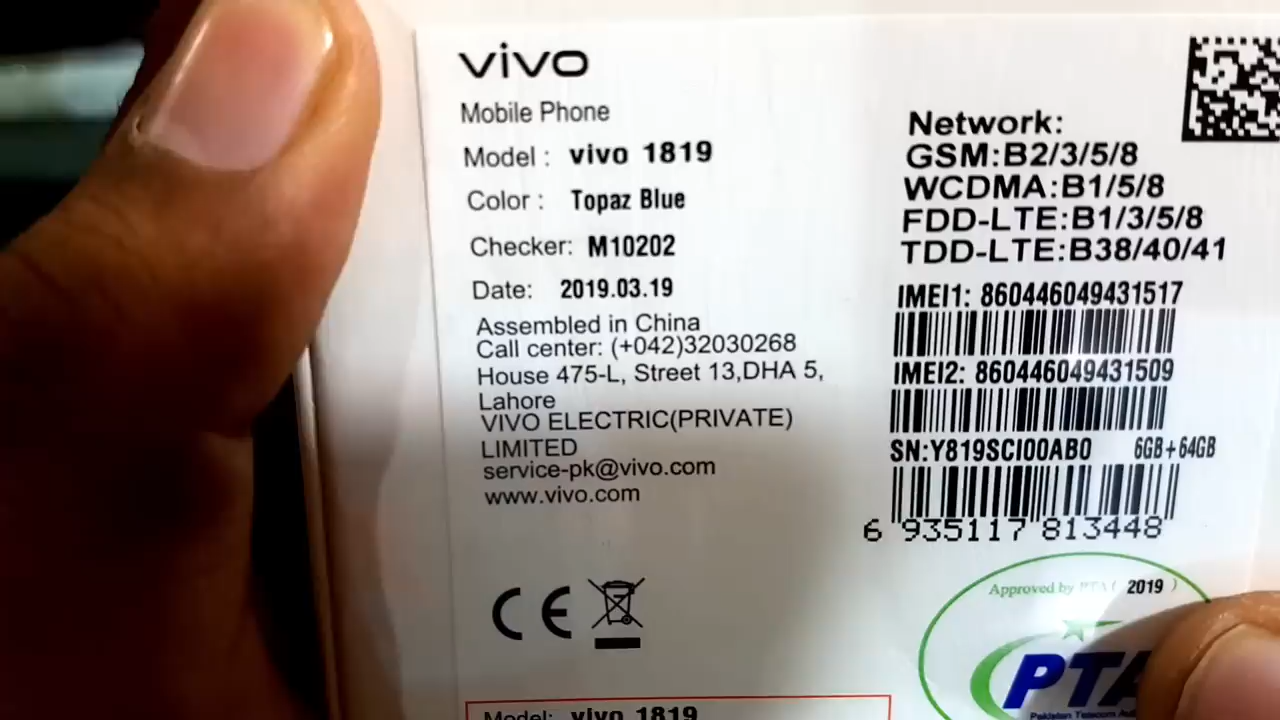 vivo
Mobile Phone
Model : vivo 1819
Color : Topaz Blue
Checker: M10202
Date: 2019.03.19
Assembled in China
Call center: (+042)32030268
House 475-L, Street 13,DHA 5,
Lahore
VIVO ELECTRIC(PRIVATE)
LIMITED
service-pk@vivo.com
www.vivo.com
CE
Network:
GSM:B2/3/5/8
WCDMA:B1/5/8
FDD-LTE:B1/3/5/8
TDD-LTE:B38/40/41
IMEI1: 860446049431517
IMEI2: 860446049431509
SN:Y819SCI00AB0 6GB+64GB
6 935117 813448
Approved by PTA ( 2019 )
PTA
Pakistan Telecom
Model: vivo 1819